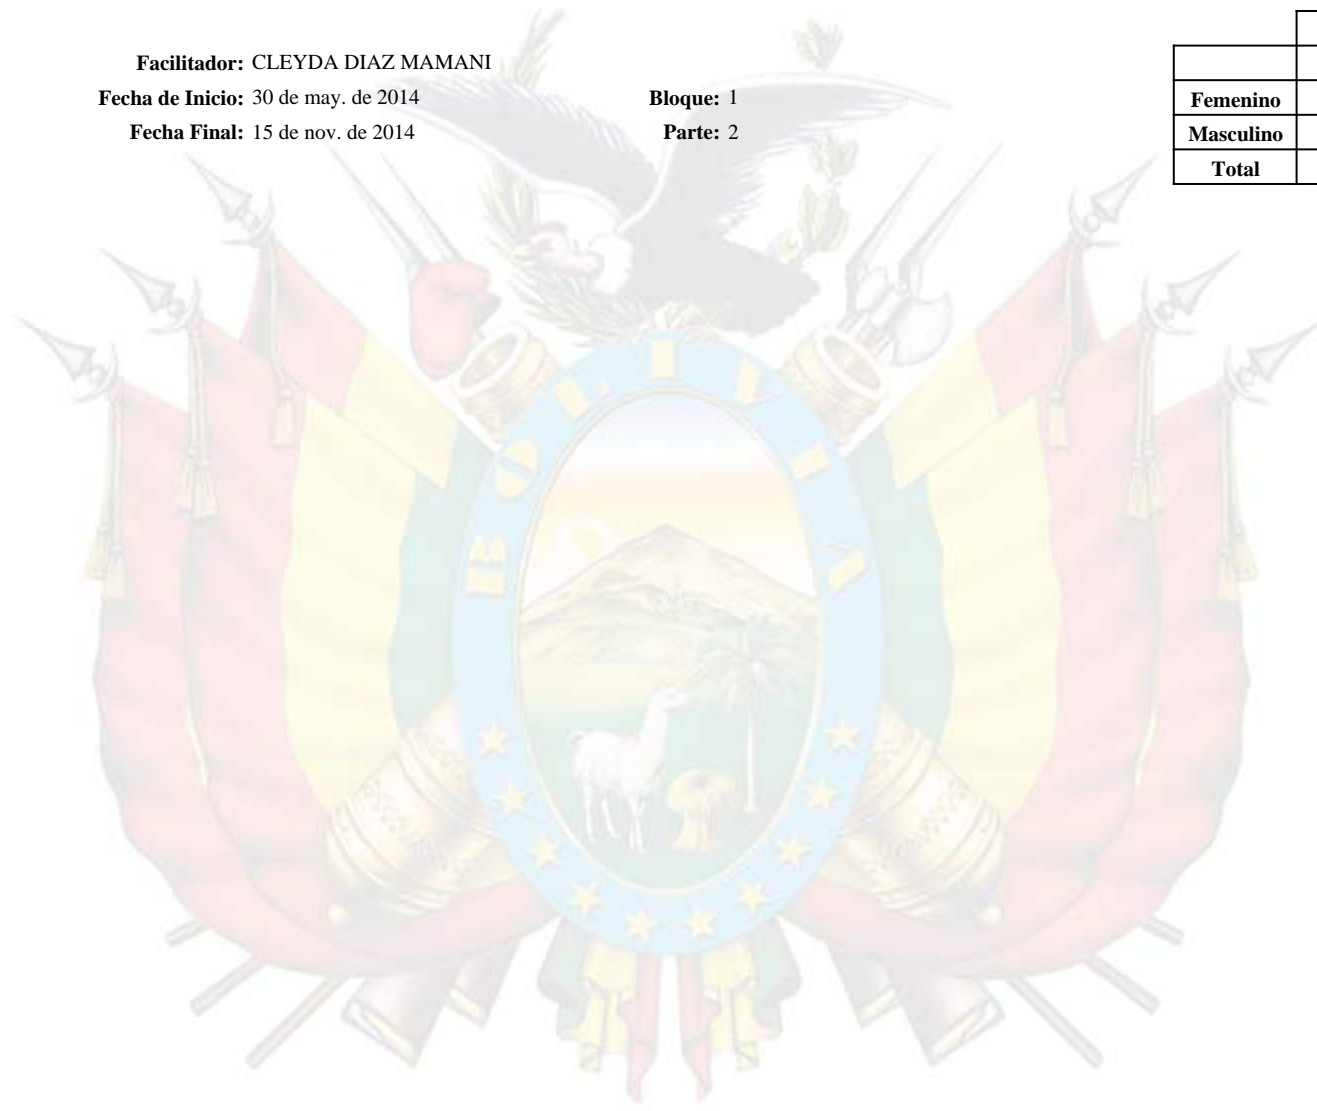 Facilitador: CLEYDA DIAZ MAMANI
Fecha de Inicio: 30 de may. de 2014 Bloque: 1
Fecha Final: 15 de nov. de 2014 Parte: 2
Femenino
Masculino
Total
BOLIVIA